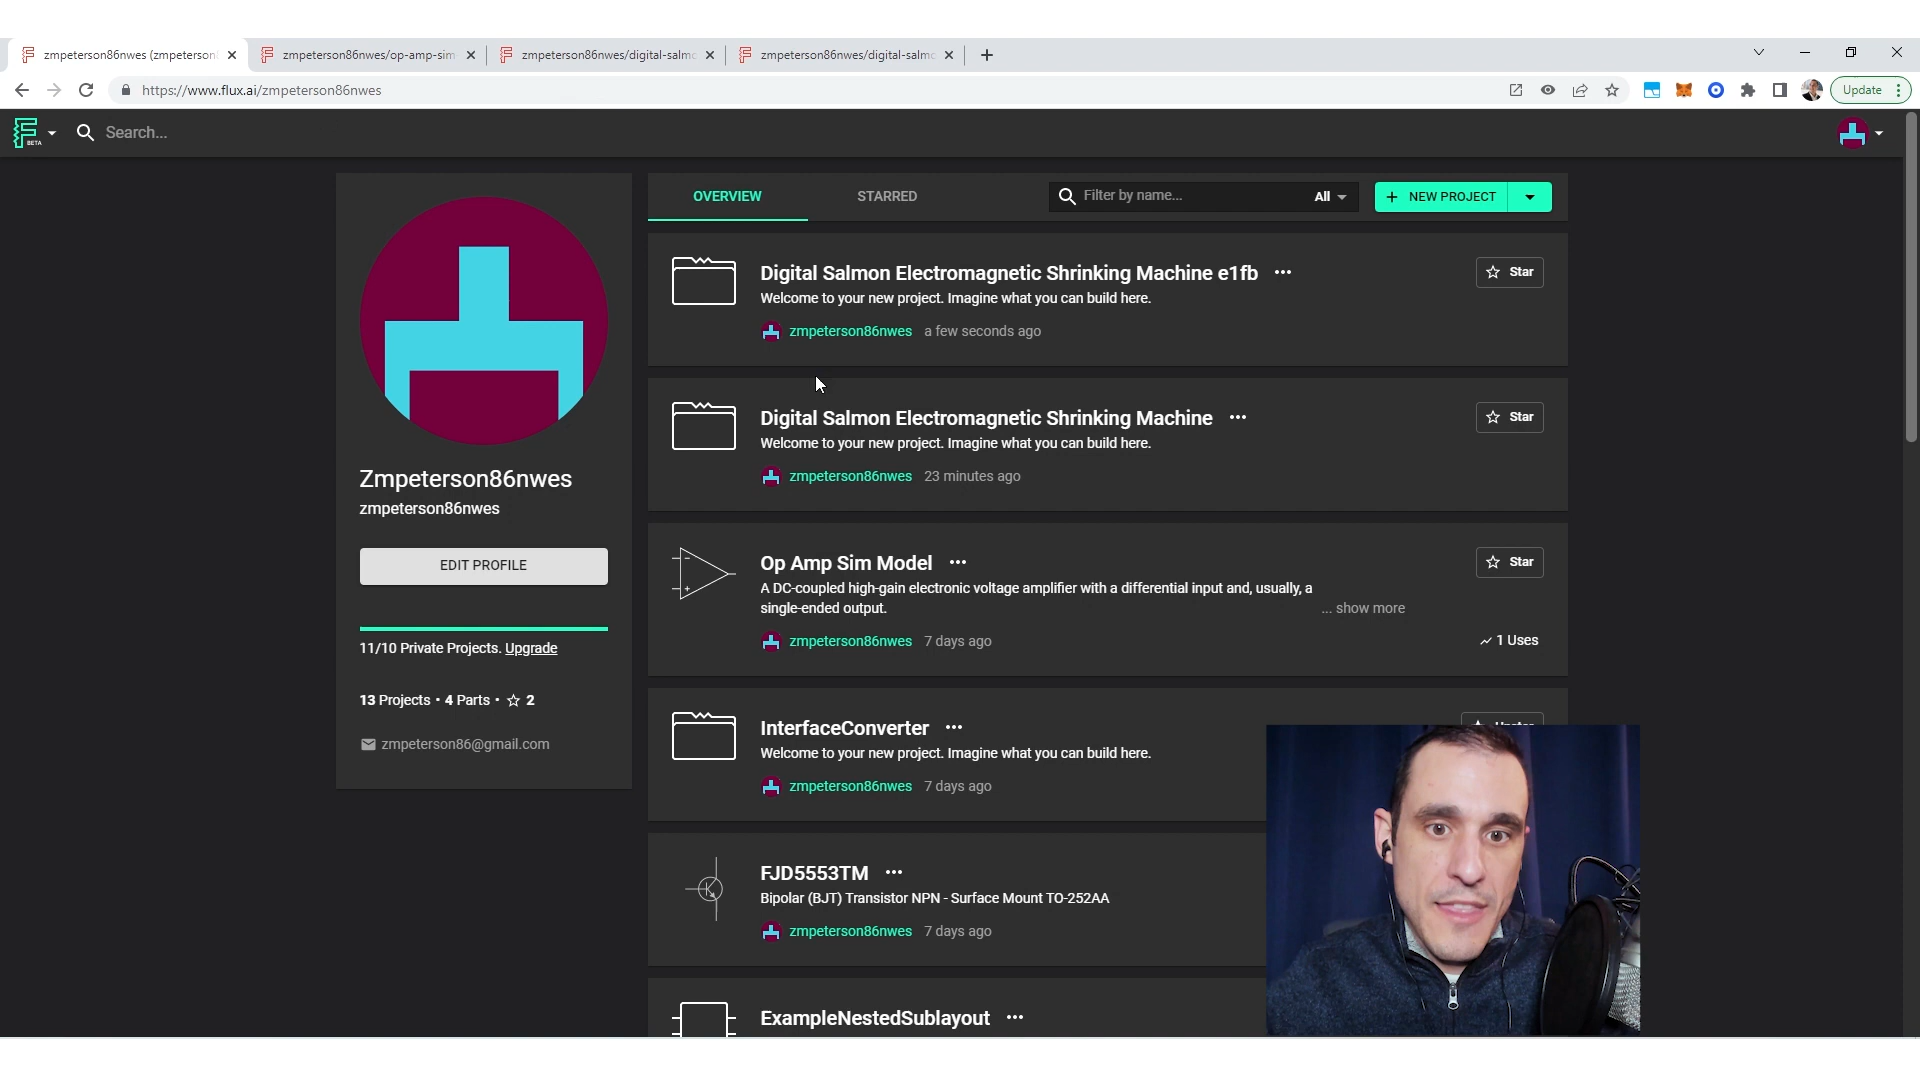 zmpeterson86nwes (zmpeterson
zmpeterson86nwes/op-amp-sim
zmpeterson86nwes/digital-salmo
zmpeterson86nwes/digital-salmo
https://www.flux.ai/zmpeterson86nwes
Update
BETA
Search...
OVERVIEW
STARRED
Filter by name...
All
+ NEW PROJECT
Digital Salmon Electromagnetic Shrinking Machine e1fb ...
Star
Welcome to your new project. Imagine what you can build here.
zmpeterson86nwes a few seconds ago
Digital Salmon Electromagnetic Shrinking Machine ...
Star
Welcome to your new project. Imagine what you can build here.
zmpeterson86nwes 23 minutes ago
Zmpeterson86nwes
zmpeterson86nwes
EDIT PROFILE
11/10 Private Projects. Upgrade
13 Projects • 4 Parts • ☆ 2
zmpeterson86@gmail.com
Op Amp Sim Model ...
Star
A DC-coupled high-gain electronic voltage amplifier with a differential input and, usually, a
single-ended output.
... show more
zmpeterson86nwes 7 days ago
1 Uses
InterfaceConverter ...
Welcome to your new project. Imagine what you can build here.
zmpeterson86nwes 7 days ago
FJD5553TM ...
Bipolar (BJT) Transistor NPN - Surface Mount TO-252AA
zmpeterson86nwes 7 days ago
ExampleNestedSublayout ...